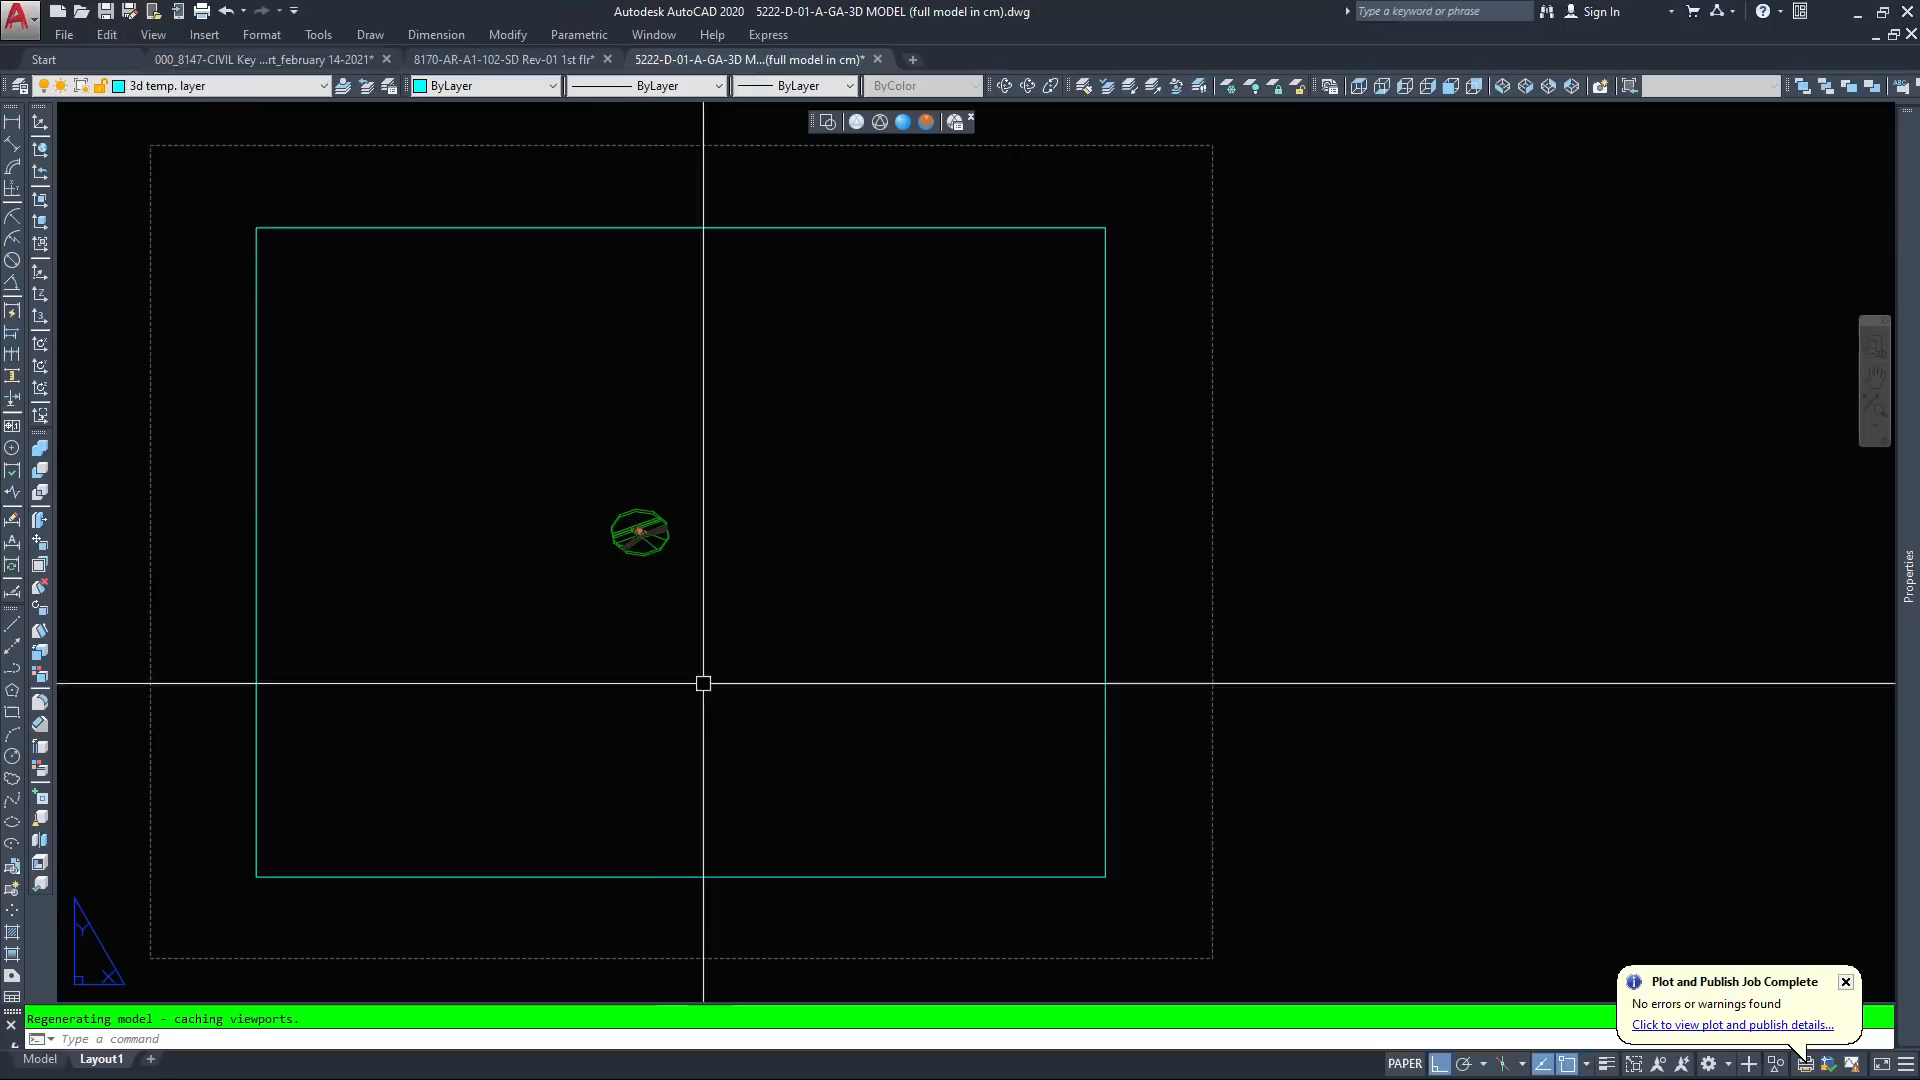 Autodesk AutoCAD 2020   5222-D-01-A-GA-3D MODEL (full model in cm).dwg
Type a keyword or phrase
Sign In
File Edit View Insert Format Tools Draw Dimension Modify Parametric Window Help Express
Start
000_8147-CIVIL Key ...rt_february 14-2021*
8170-AR-A1-102-SD Rev-01 1st flr*
5222-D-01-A-GA-3D M...(full model in cm)*
3d temp. layer
ByLayer
ByLayer
ByLayer
ByColor
Properties
Y
X
Plot and Publish Job Complete
No errors or warnings found
Click to view plot and publish details...
Regenerating model - caching viewports.
Type a command
Model Layout1
PAPER